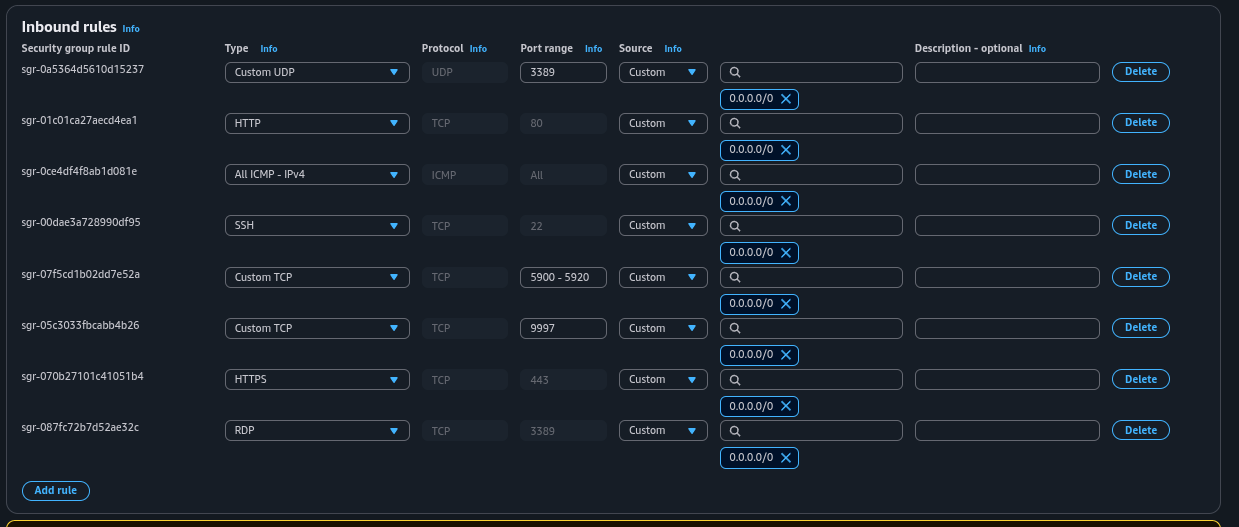 Inbound rules Info
Security group rule ID Type Info Protocol Info Port range Info Source Info Description - optional Info
sgr-0a5364d5610d15237 Custom UDP UDP 3389 Custom Delete
0.0.0.0/0
sgr-01c01ca27aecd4ea1 HTTP TCP 80 Custom Delete
0.0.0.0/0
sgr-0ce4df4f8ab1d081e All ICMP - IPv4 ICMP All Custom Delete
0.0.0.0/0
sgr-00dae3a728990df95 SSH TCP 22 Custom Delete
0.0.0.0/0
sgr-07f5cd1b02dd7e52a Custom TCP TCP 5900 - 5920 Custom Delete
0.0.0.0/0
sgr-05c3033fbcabb4b26 Custom TCP TCP 9997 Custom Delete
0.0.0.0/0
sgr-070b27101c41051b4 HTTPS TCP 443 Custom Delete
0.0.0.0/0
sgr-087fc72b7d52ae32c RDP TCP 3389 Custom Delete
0.0.0.0/0
Add rule